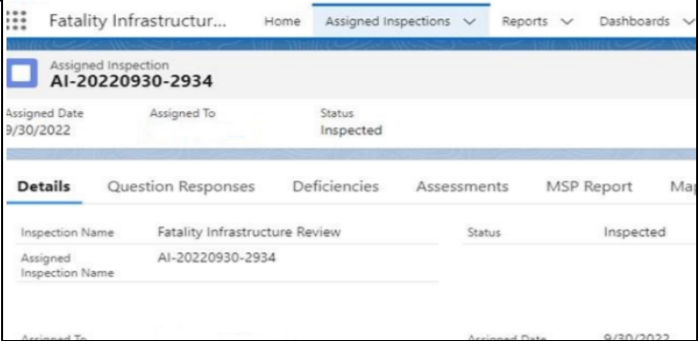 Fatality Infrastructur... Home Assigned Inspections Reports Dashboards
Assigned Inspection
AI-20220930-2934
Assigned Date Assigned To Status
9/30/2022 Inspected
Details Question Responses Deficiencies Assessments MSP Report Map
Inspection Name Fatality Infrastructure Review Status Inspected
Assigned AI-20220930-2934
Inspection Name
Assigned To Assigned Date 9/30/2022